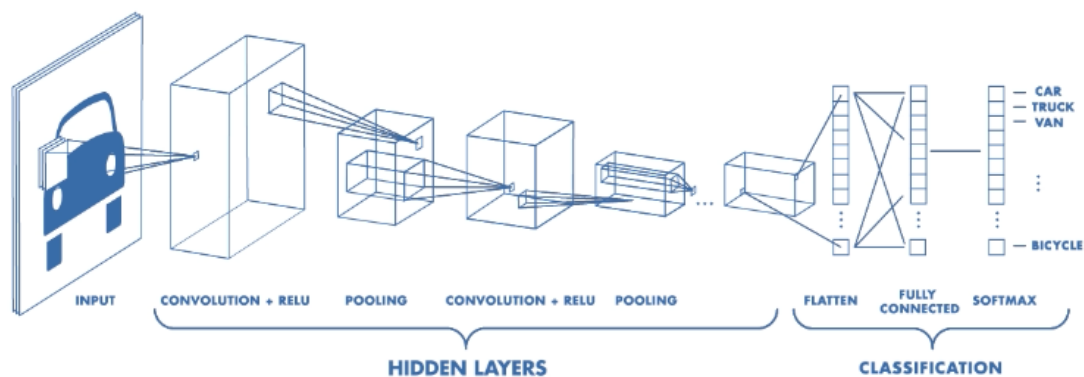 CAR
TRUCK
VAN
BICYCLE
INPUT
CONVOLUTION + RELU
POOLING
CONVOLUTION + RELU
POOLING
FLATTEN
FULLY
CONNECTED
SOFTMAX
HIDDEN LAYERS
CLASSIFICATION